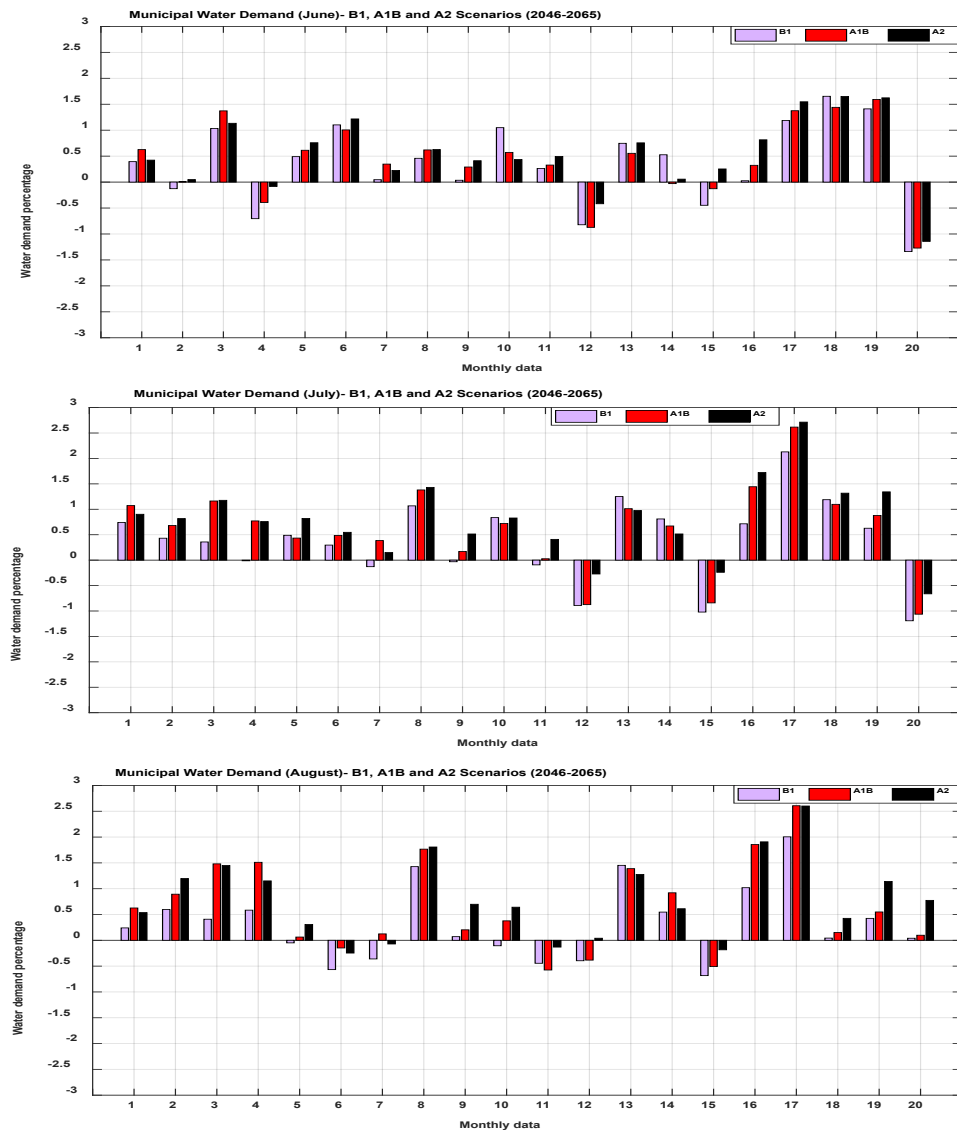 Municipal Water Demand (June)- B1, A1B and A2 Scenarios (2046-2065)
B1 A1B A2
3
2.5
2
1.5
1
0.5
0
-0.5
-1
-1.5
-2
-2.5
-3
Water demand percentage
1 2 3 4 5 6 7 8 9 10 11 12 13 14 15 16 17 18 19 20
Monthly data
Municipal Water Demand (July)- B1, A1B and A2 Scenarios (2046-2065)
B1 A1B A2
3
2.5
2
1.5
1
0.5
0
-0.5
-1
-1.5
-2
-2.5
-3
Water demand percentage
1 2 3 4 5 6 7 8 9 10 11 12 13 14 15 16 17 18 19 20
Monthly data
Municipal Water Demand (August)- B1, A1B and A2 Scenarios (2046-2065)
B1 A1B A2
3
2.5
2
1.5
1
0.5
0
-0.5
-1
-1.5
-2
-2.5
-3
Water demand percentage
1 2 3 4 5 6 7 8 9 10 11 12 13 14 15 16 17 18 19 20
Monthly data